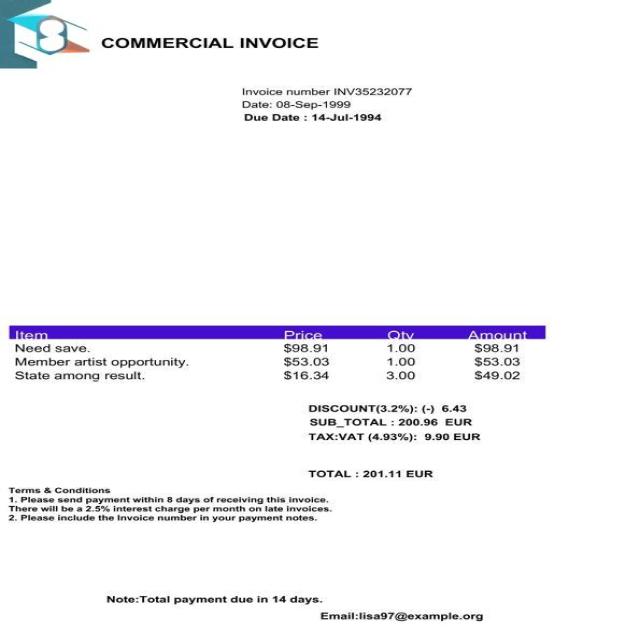 8
COMMERCIAL INVOICE
Invoice number INV35232077
Date: 08-Sep-1999
Due Date : 14-Jul-1994
Item Price Qty Amount
Need save. $98.91 1.00 $98.91
Member artist opportunity. $53.03 1.00 $53.03
State among result. $16.34 3.00 $49.02
DISCOUNT(3.2%): (-) 6.43
SUB_TOTAL : 200.96 EUR
TAX:VAT (4.93%): 9.90 EUR
TOTAL : 201.11 EUR
Terms & Conditions
1. Please send payment within 8 days of receiving this invoice.
There will be a 2.5% interest charge per month on late invoices.
2. Please include the Invoice number in your payment notes.
Note:Total payment due in 14 days.
Email:lisa97@example.org